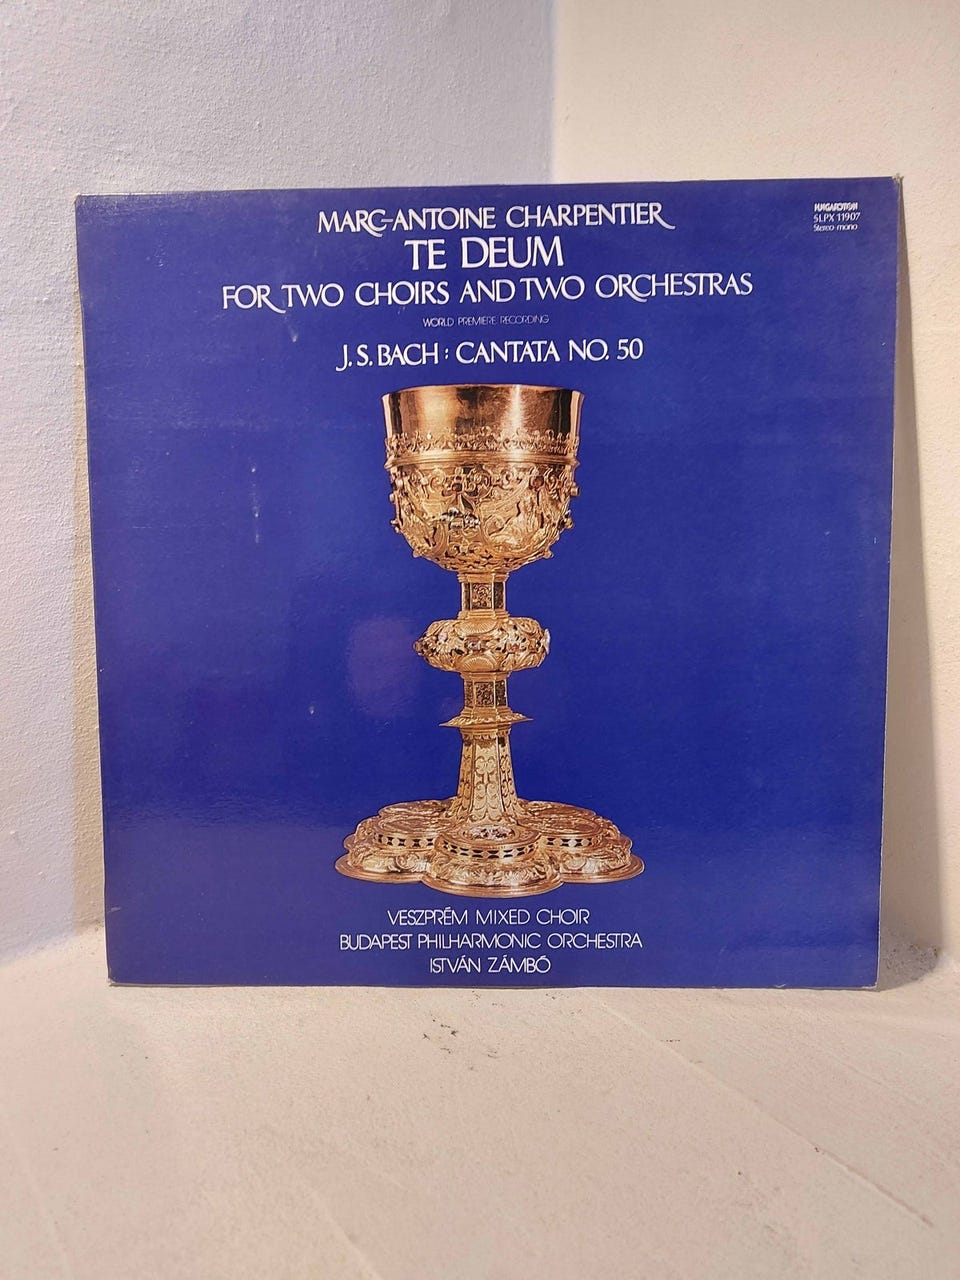 MARC-ANTOINE CHARPENTIER
TE DEUM
FOR TWO CHOIRS AND TWO ORCHESTRAS
WORLD PREMIERE RECORDING
J. S. BACH : CANTATA NO. 50
HUNGAROTON
SLPX 11907
Stereo-mono
VESZPRÉM MIXED CHOIR
BUDAPEST PHILHARMONIC ORCHESTRA
ISTVÁN ZÁMBÓ